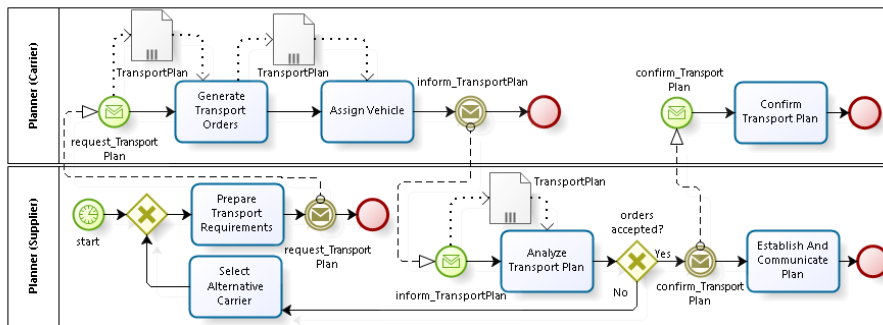 Planner (Carrier)
TransportPlan
TransportPlan
request_Transport
Plan
Generate
Transport
Orders
Assign Vehicle
inform_TransportPlan
confirm_Transport
Plan
Confirm
Transport Plan
Planner (Supplier)
start
Prepare
Transport
Requirements
request_Transport
Plan
Select
Alternative
Carrier
TransportPlan
inform_TransportPlan
Analyze
Transport Plan
orders
accepted?
Yes
No
confirm_Transport
Plan
Establish And
Communicate
Plan